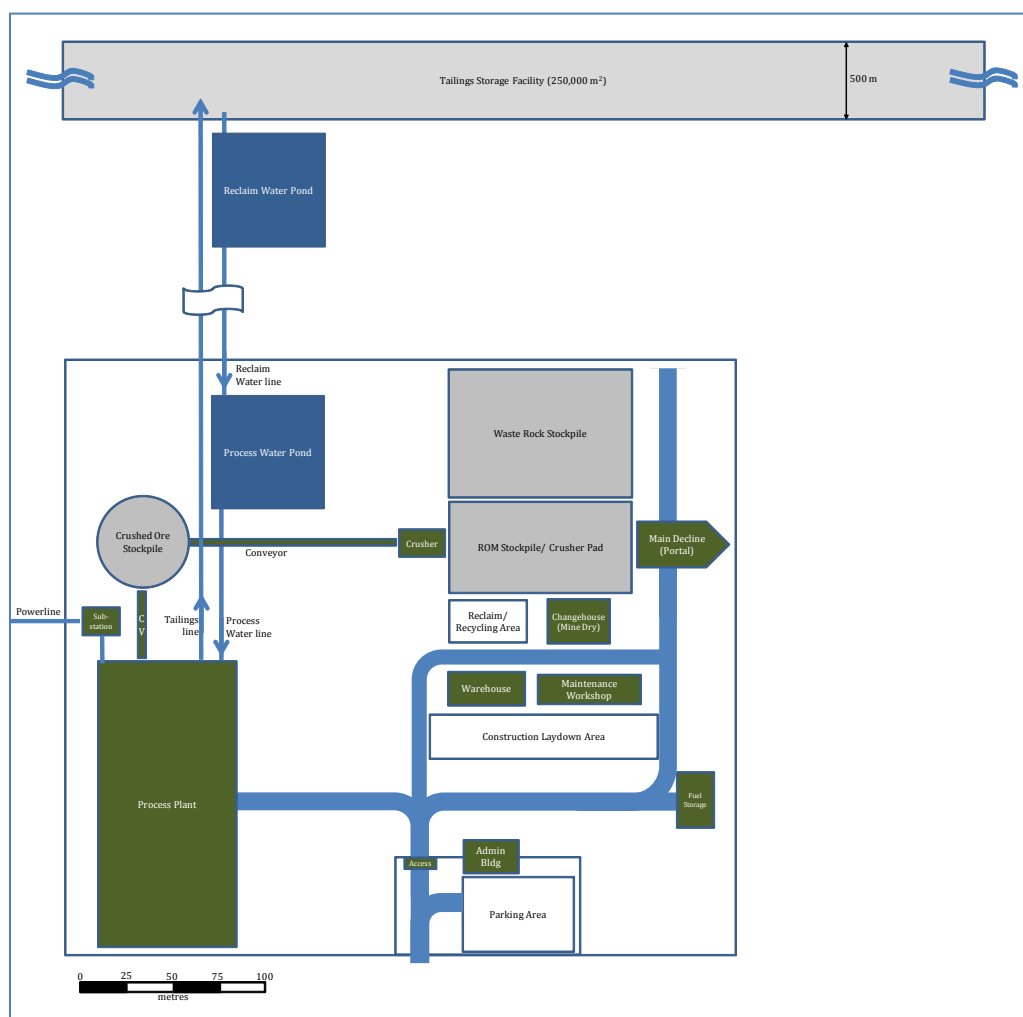 Tailings Storage Facility (250,000 m²)
500 m
Reclaim Water Pond
Reclaim
Water line
Process Water Pond
Waste Rock Stockpile
Crushed Ore
Stockpile
Conveyor
Crusher
ROM Stockpile/ Crusher Pad
Main Decline
(Portal)
Powerline
Sub-
station
C
V
Tailings
line
Process
Water line
Reclaim/
Recycling Area
Changehouse
(Mine Dry)
Warehouse
Maintenance
Workshop
Construction Laydown Area
Process Plant
Fuel
Storage
Access
Admin
Bldg
Parking Area
0 25 50 75 100
metres